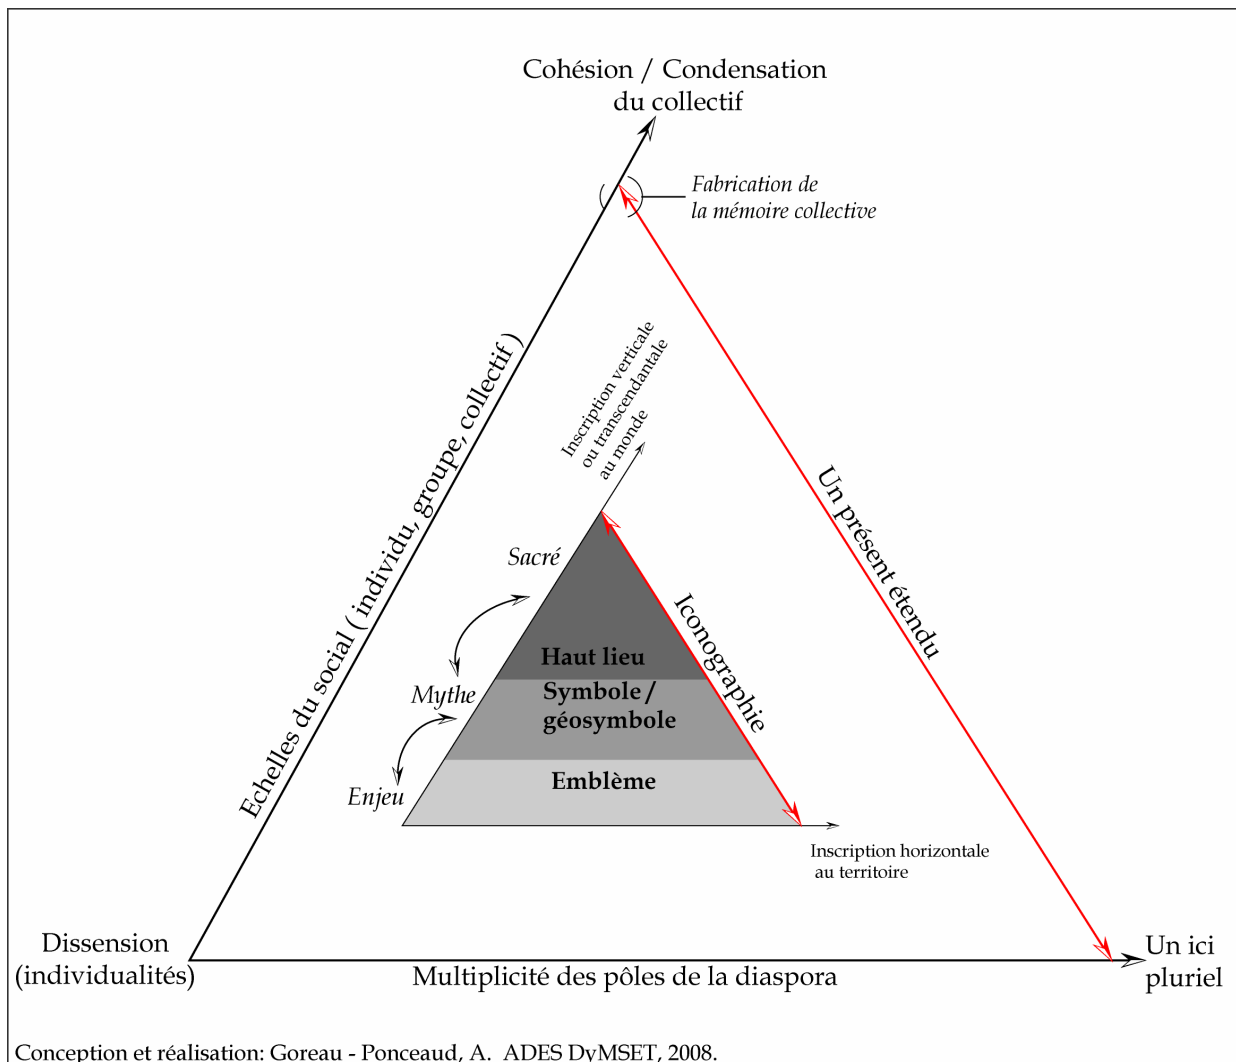 Cohésion / Condensation
du collectif
Fabrication de
la mémoire collective
Echelles du social ( individu, groupe, collectif )
Inscription verticale
ou transcendantale
au monde
Un présent étendu
Sacré
Iconographie
Haut lieu
Mythe
Symbole /
géosymbole
Emblème
Enjeu
Inscription horizontale
au territoire
Dissension
(individualités)
Un ici
pluriel
Multiplicité des pôles de la diaspora
Conception et réalisation: Goreau - Ponceaud, A. ADES DyMSET, 2008.